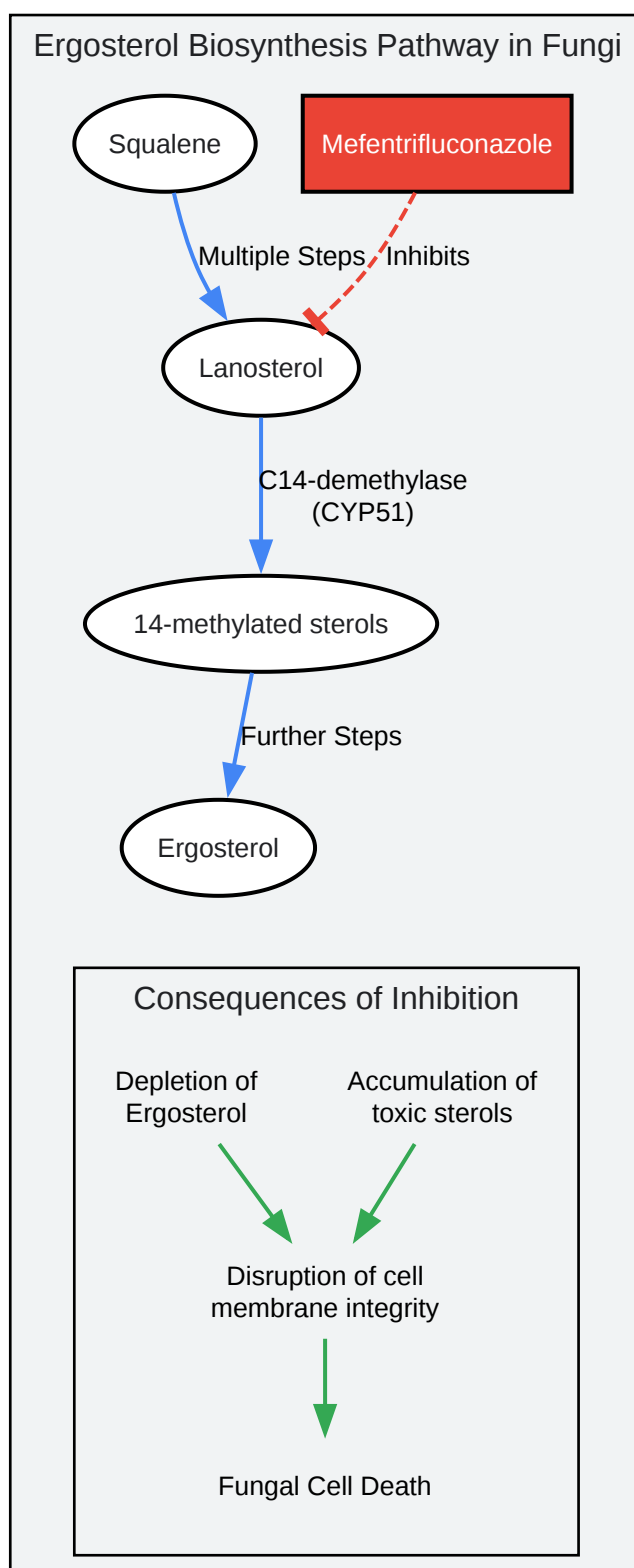 Ergosterol Biosynthesis Pathway in Fungi
Squalene
Mefentrifluconazole
Multiple Steps
Inhibits
Lanosterol
C14-demethylase
(CYP51)
14-methylated sterols
Further Steps
Ergosterol
Consequences of Inhibition
Depletion of
Ergosterol
Accumulation of
toxic sterols
Disruption of cell
membrane integrity
Fungal Cell Death